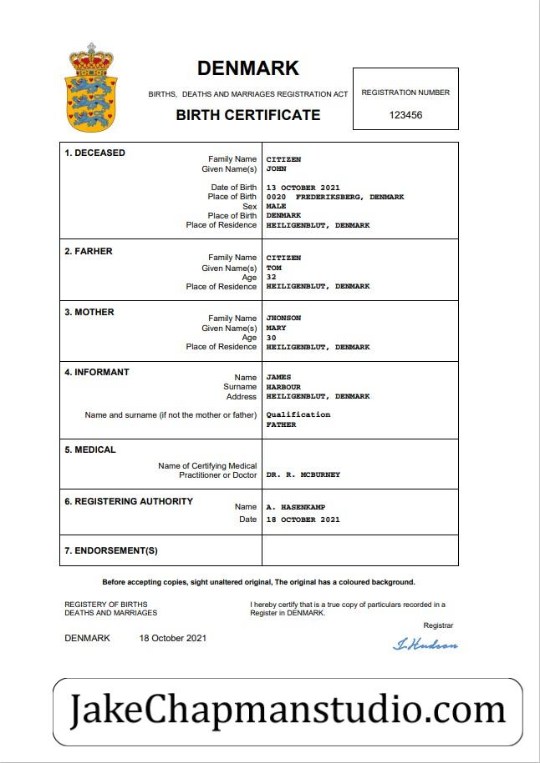 DENMARK
BIRTHS, DEATHS AND MARRIAGES REGISTRATION ACT
BIRTH CERTIFICATE
REGISTRATION NUMBER
123456
1. DECEASED
Family Name CITIZEN
Given Name(s) JOHN
Date of Birth 13 OCTOBER 2021
Place of Birth 0020 FREDERIKSBERG, DENMARK
Sex MALE
Place of Birth DENMARK
Place of Residence HEILIGENBLUT, DENMARK
2. FARHER
Family Name CITIZEN
Given Name(s) TOM
Age 32
Place of Residence HEILIGENBLUT, DENMARK
3. MOTHER
Family Name JHONSON
Given Name(s) MARY
Age 30
Place of Residence HEILIGENBLUT, DENMARK
4. INFORMANT
Name JAMES
Surname HARBOUR
Address HEILIGENBLUT, DENMARK
Name and surname (if not the mother or father) Qualification
FATHER
5. MEDICAL
Name of Certifying Medical
Practitioner or Doctor DR. R. MCBURNEY
6. REGISTERING AUTHORITY
Name A. HASENKAMP
Date 18 OCTOBER 2021
7. ENDORSEMENT(S)
Before accepting copies, sight unaltered original, The original has a coloured background.
REGISTERY OF BIRTHS
DEATHS AND MARRIAGES
I hereby certify that is a true copy of particulars recorded in a
Register in DENMARK.
Registrar
DENMARK 18 October 2021
I. Hudson
JakeChapmanstudio.com